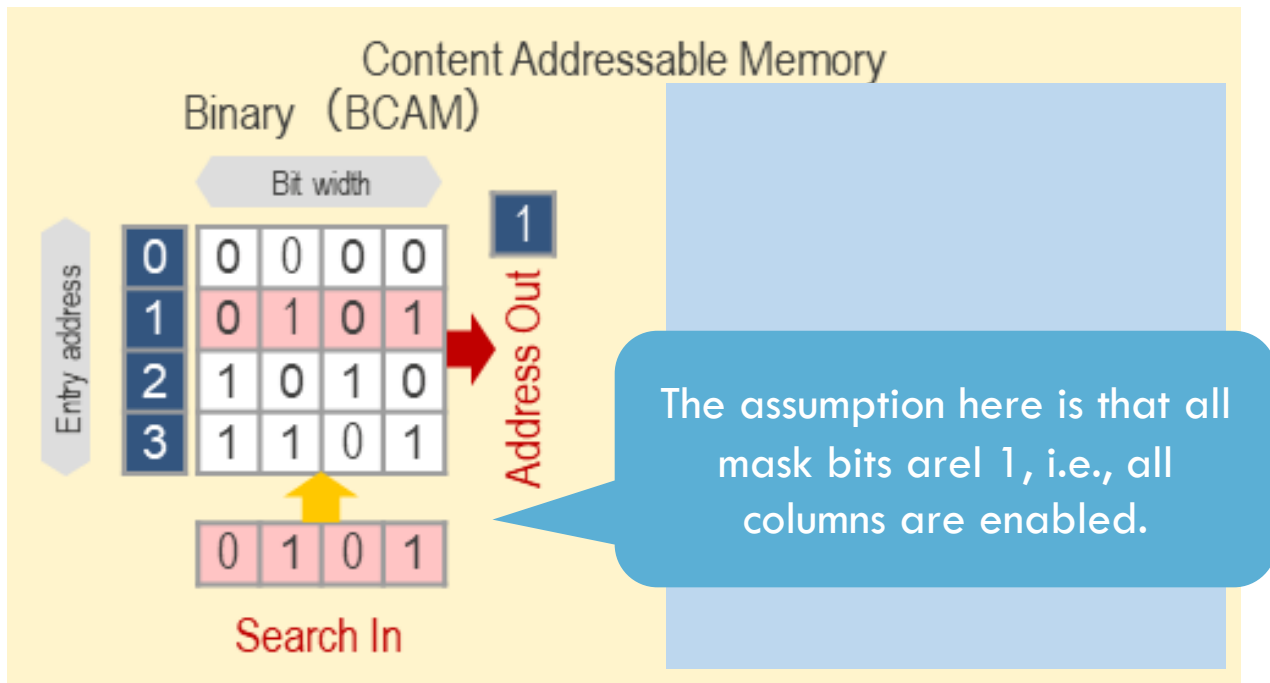 Content Addressable Memory
Binary （BCAM）
Bit width
1
Entry address
0 0 0 0 0
1 0 1 0 1
2 1 0 1 0
3 1 1 0 1
Address Out
0 1 0 1
Search In
The assumption here is that all
mask bits arel 1, i.e., all
columns are enabled.